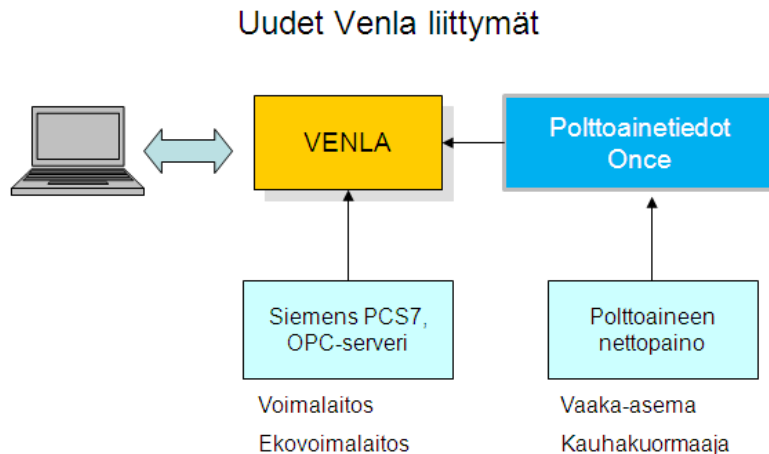 Uudet Venla liittymät
VENLA
Polttoainetiedot
Once
Siemens PCS7,
OPC-serveri
Polttoaineen
nettopaino
Voimalaitos
Ekovoimalaitos
Vaaka-asema
Kauhakuormaaja